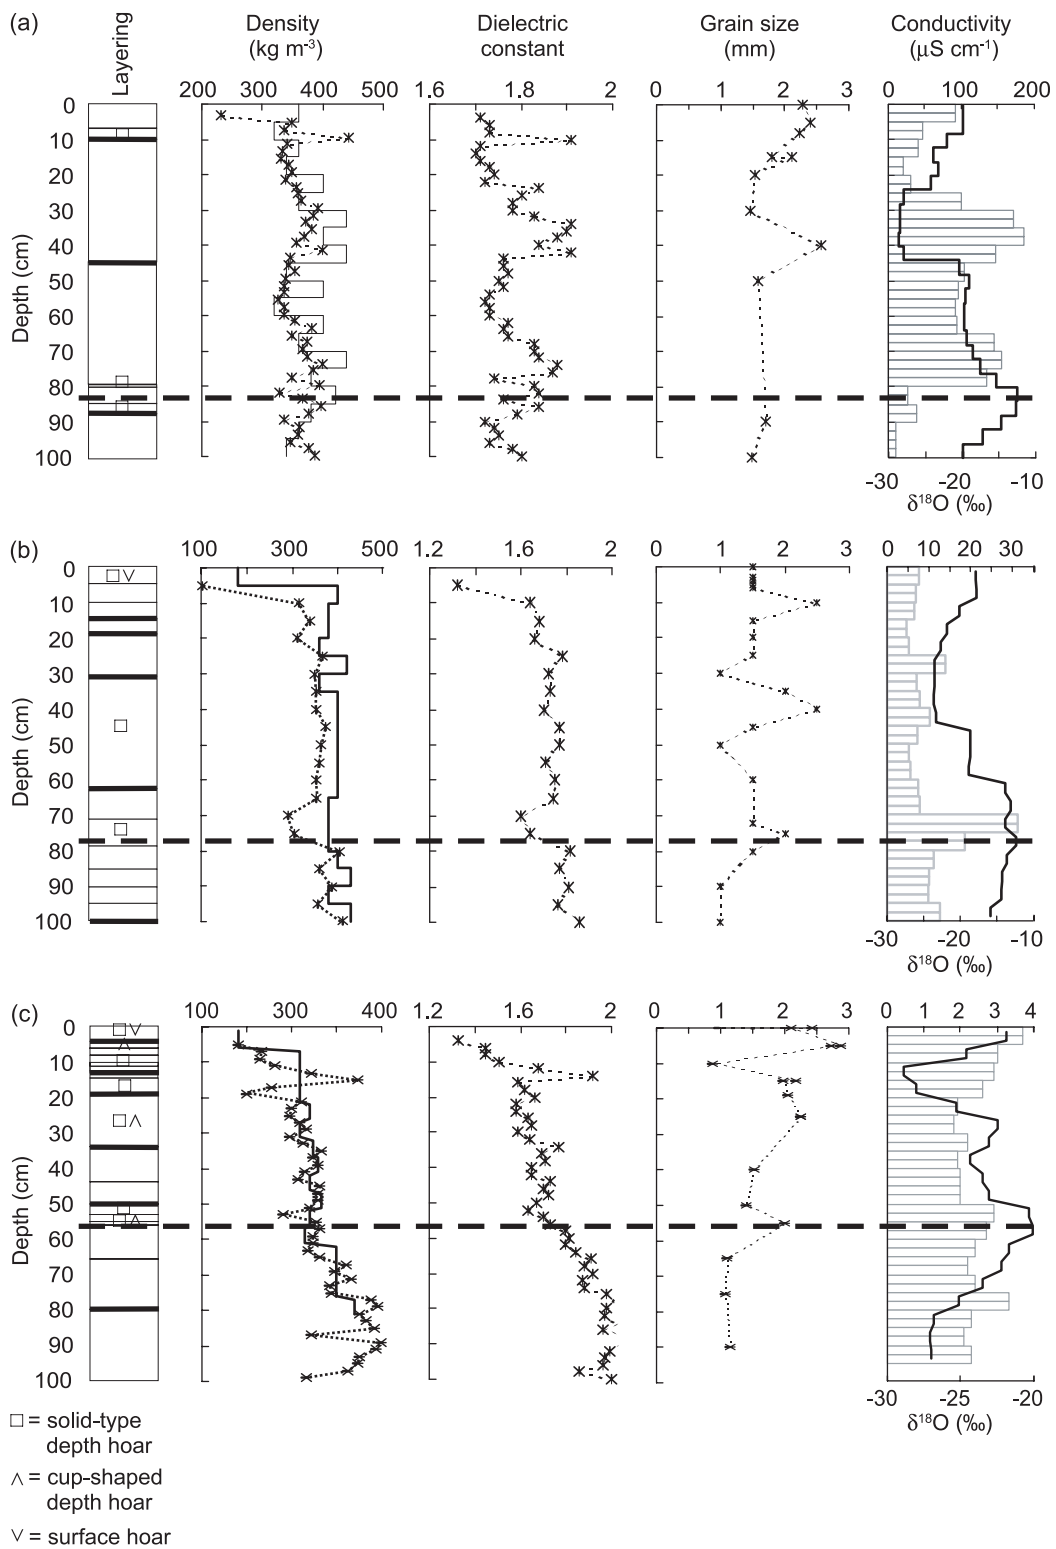 (a)
Layering
Density
(kg m⁻³)
Dielectric
constant
Grain size
(mm)
Conductivity
(μS cm⁻¹)
200 300 400 500
1.6 1.8 2
0 1 2 3
0 100 200
Depth (cm)
0
10
20
30
40
50
60
70
80
90
100
-30 -20 -10
δ¹⁸O (‰)
(b)
100 300 500
1.2 1.6 2
0 1 2 3
0 10 20 30
Depth (cm)
0
10
20
30
40
50
60
70
80
90
100
-30 -20 -10
δ¹⁸O (‰)
(c)
100 300 400
1.2 1.6 2
0 1 2 3
0 1 2 3 4
Depth (cm)
0
10
20
30
40
50
60
70
80
90
100
-30 -25 -20
δ¹⁸O (‰)
□ = solid-type
depth hoar
∧ = cup-shaped
depth hoar
∨ = surface hoar